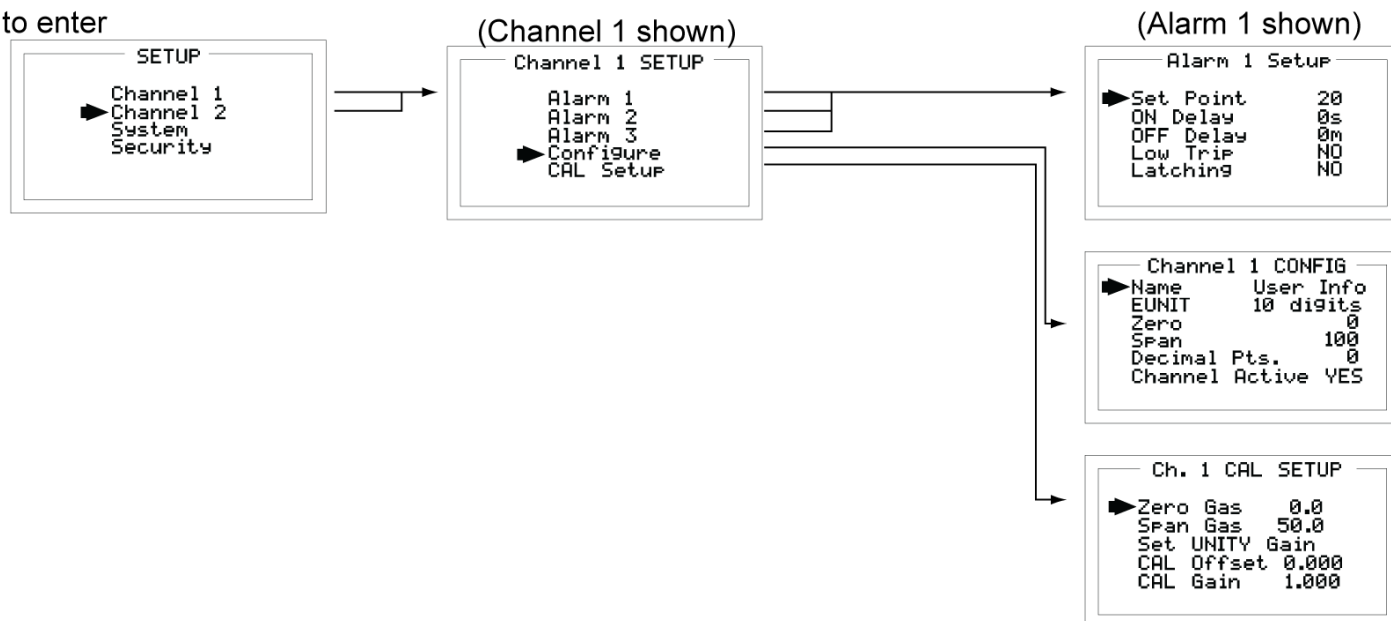 to enter
SETUP
Channel 1
Channel 2
System
Security
(Channel 1 shown)
Channel 1 SETUP
Alarm 1
Alarm 2
Alarm 3
Configure
CAL Setup
(Alarm 1 shown)
Alarm 1 Setup
Set Point 20
ON Delay 0s
OFF Delay 0m
Low Trip NO
Latching NO
Channel 1 CONFIG
Name User Info
EUNIT 10 digits
Zero 0
Span 100
Decimal Pts. 0
Channel Active YES
Ch. 1 CAL SETUP
Zero Gas 0.0
Span Gas 50.0
Set UNITY Gain
CAL Offset 0.000
CAL Gain 1.000